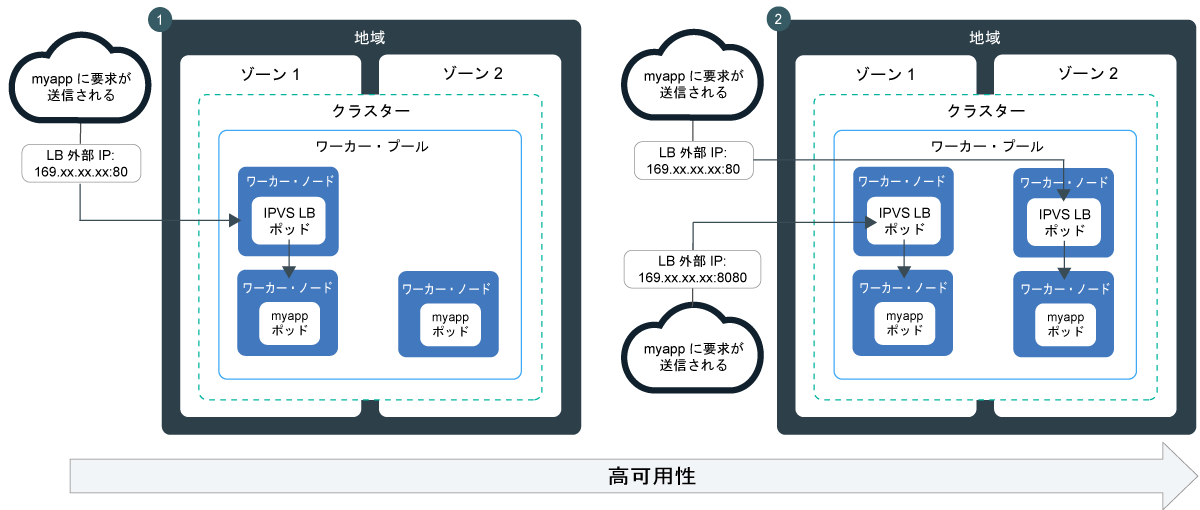 1
地域
ゾーン 1
ゾーン 2
myapp に要求が
送信される
クラスター
ワーカー・プール
LB 外部 IP:
169.xx.xx.xx:80
ワーカー・ノード
IPVS LB
ポッド
ワーカー・ノード
myapp
ポッド
ワーカー・ノード
myapp
ポッド
2
地域
ゾーン 1
ゾーン 2
myapp に要求が
送信される
クラスター
ワーカー・プール
LB 外部 IP:
169.xx.xx.xx:80
ワーカー・ノード
IPVS LB
ポッド
ワーカー・ノード
IPVS LB
ポッド
LB 外部 IP:
169.xx.xx.xx:8080
ワーカー・ノード
myapp
ポッド
ワーカー・ノード
myapp
ポッド
myapp に要求が
送信される
高可用性